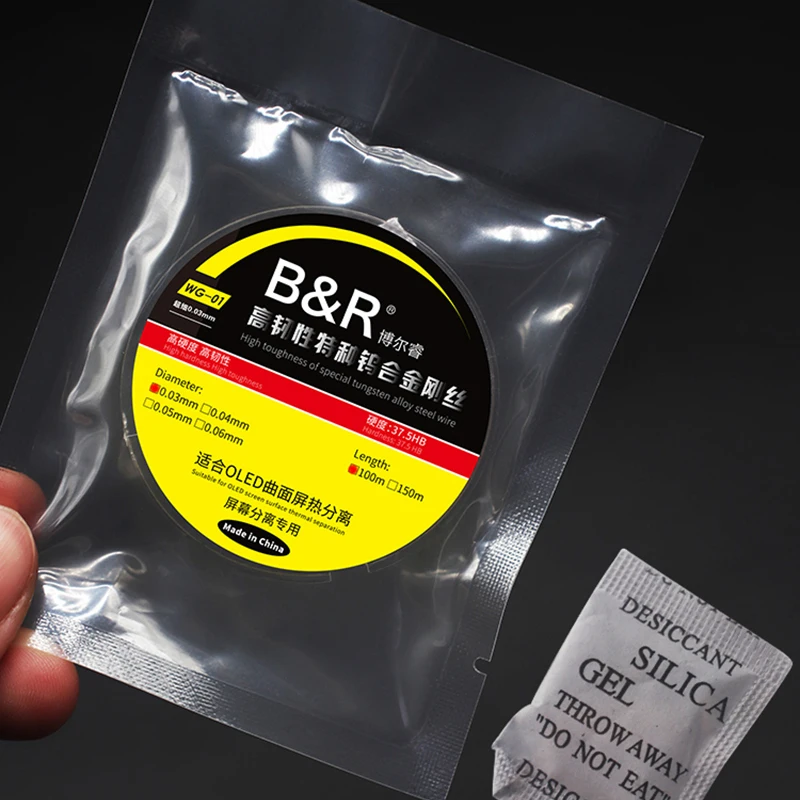 B&R®
博尔睿
WG-01
超细0.03mm
高韧性特利钨合金刚丝
High toughness of special tungsten alloy steel wire
高硬度 高韧性
High hardness High toughness
硬度:37.5HB
Hardness: 37.5 HB
Diameter:
0.03mm 0.04mm
0.05mm 0.06mm
Length:
100m 150m
适合OLED曲面屏热分离
Suitable for OLED screen surface thermal separation
屏幕分离专用
Made in China
DESICCANT
SILICA
GEL
THROW AWAY
"DO NOT EAT"